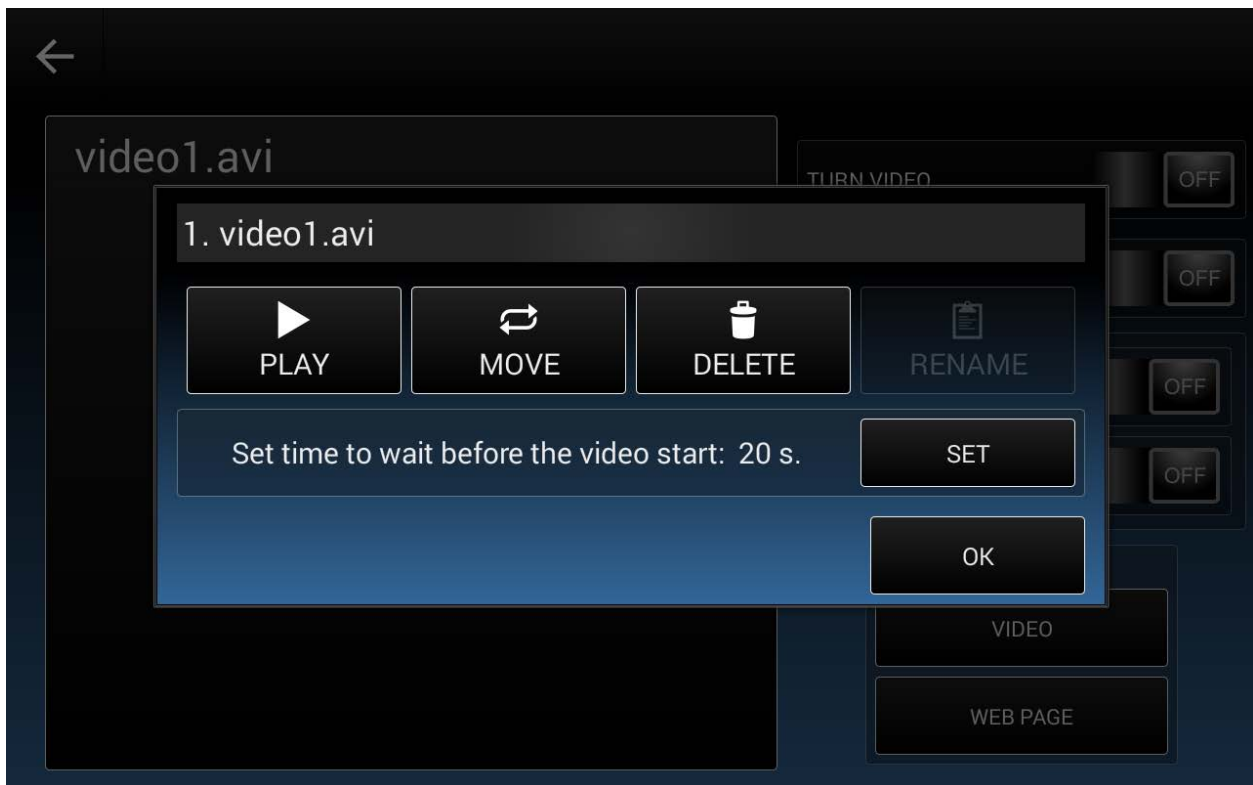 video1.avi
TURN VIDEO
OFF
1. video1.avi
OFF
PLAY
MOVE
DELETE
RENAME
OFF
Set time to wait before the video start: 20 s.
SET
OFF
OK
VIDEO
WEB PAGE